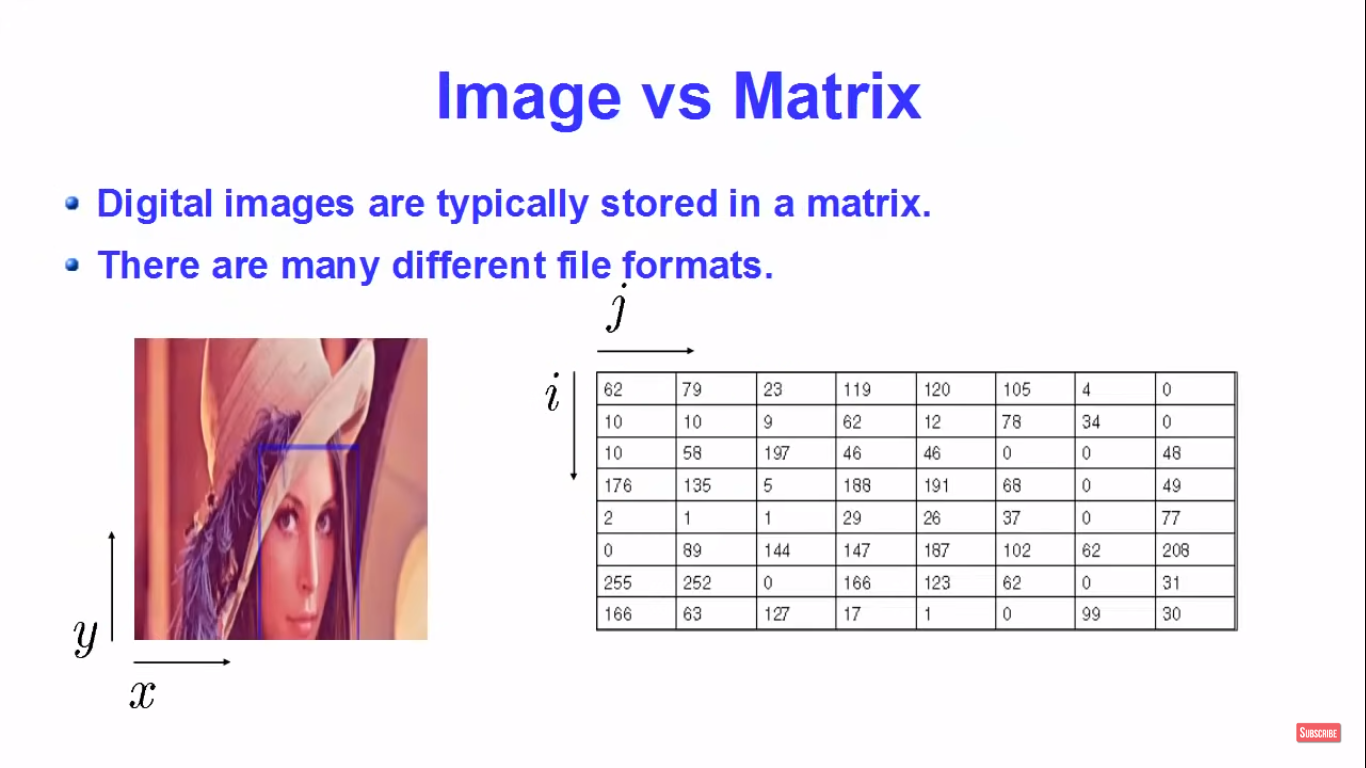 Image vs Matrix
Digital images are typically stored in a matrix.
There are many different file formats.
j
i
62 79 23 119 120 105 4 0
10 10 9 62 12 78 34 0
10 58 197 46 46 0 0 48
176 135 5 188 191 68 0 49
2 1 1 29 26 37 0 77
0 89 144 147 187 102 62 208
255 252 0 166 123 62 0 31
166 63 127 17 1 0 99 30
y
x
SUBSCRIBE